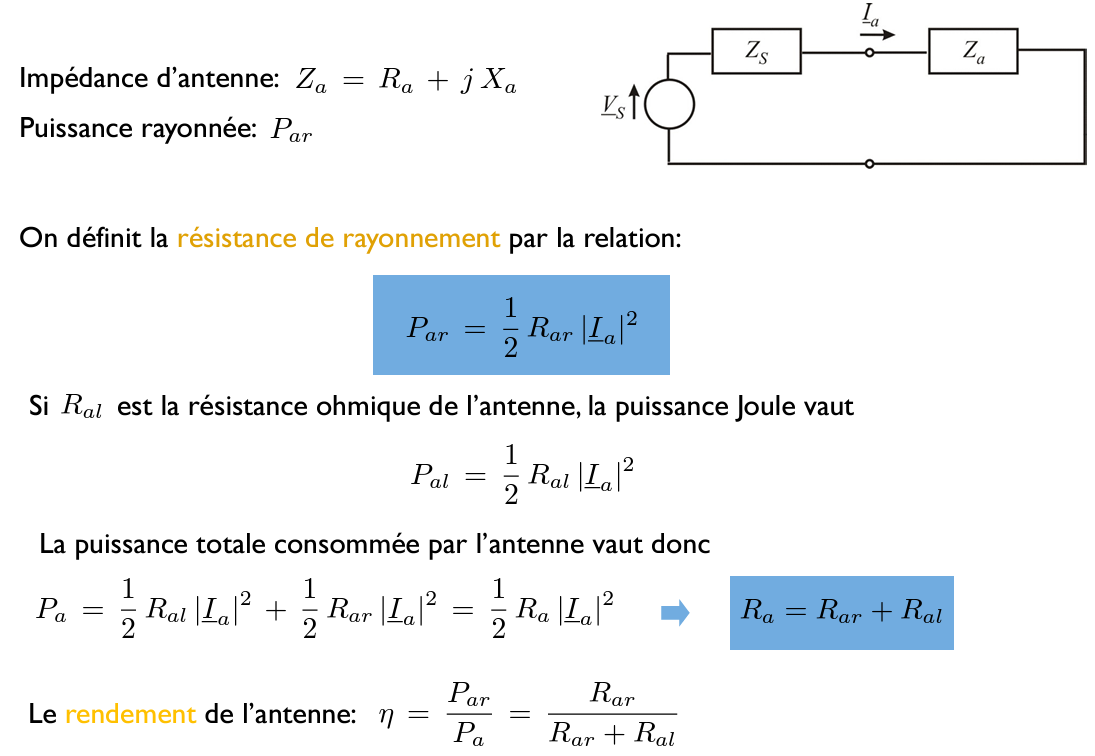 Impédance d'antenne: Z_a = R_a + j X_a
Puissance rayonnée: P_{ar}
I_a
Z_S
Z_a
V_S
On définit la résistance de rayonnement par la relation:
P_{ar} = \frac{1}{2} R_{ar} |\underline{I}_a|^2
Si R_{al} est la résistance ohmique de l'antenne, la puissance Joule vaut
P_{al} = \frac{1}{2} R_{al} |\underline{I}_a|^2
La puissance totale consommée par l'antenne vaut donc
P_a = \frac{1}{2} R_{al} |\underline{I}_a|^2 + \frac{1}{2} R_{ar} |\underline{I}_a|^2 = \frac{1}{2} R_a |\underline{I}_a|^2 R_a = R_{ar} + R_{al}
Le rendement de l'antenne: η = \frac{P_{ar}}{P_a} = \frac{R_{ar}}{R_{ar} + R_{al}}